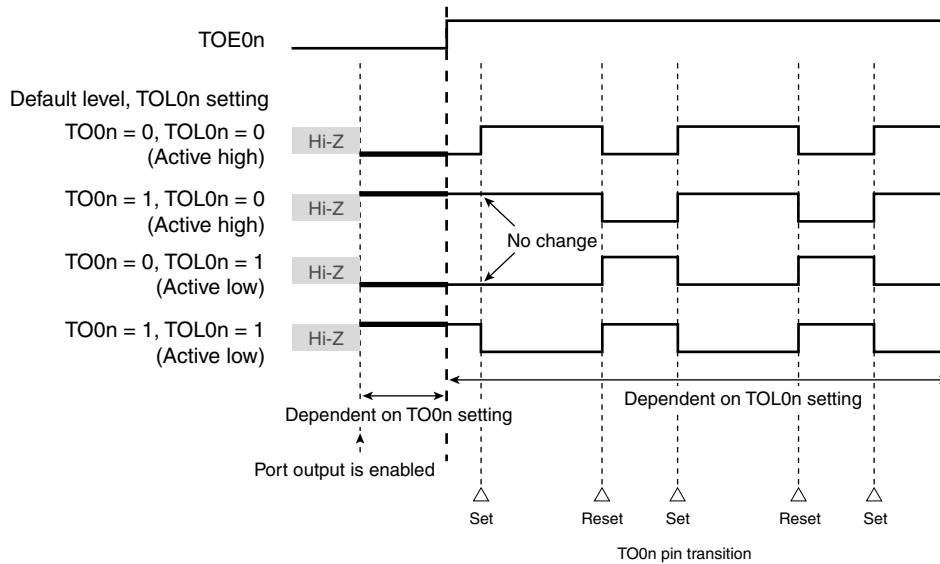 TOE0n
Default level, TOL0n setting
TO0n = 0, TOL0n = 0
(Active high)
Hi-Z
TO0n = 1, TOL0n = 0
(Active high)
Hi-Z
No change
TO0n = 0, TOL0n = 1
(Active low)
Hi-Z
TO0n = 1, TOL0n = 1
(Active low)
Hi-Z
Dependent on TO0n setting
Dependent on TOL0n setting
Port output is enabled
Set
Reset
Set
Reset
Set
TO0n pin transition